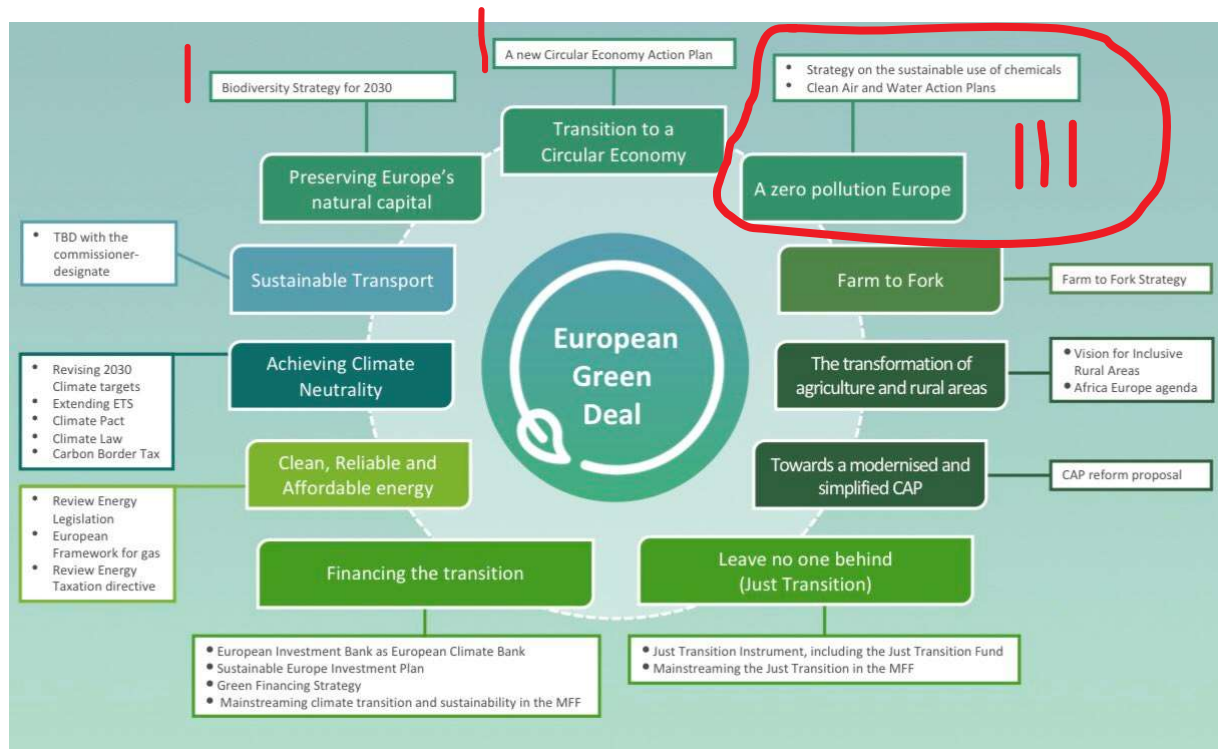 A new Circular Economy Action Plan
Biodiversity Strategy for 2030
• Strategy on the sustainable use of chemicals
• Clean Air and Water Action Plans
Transition to a
Circular Economy
Preserving Europe's
natural capital
A zero pollution Europe
• TBD with the
commissioner-
designate
Sustainable Transport
Farm to Fork
Farm to Fork Strategy
European
Green
Deal
• Revising 2030
Climate targets
• Extending ETS
• Climate Pact
• Climate Law
• Carbon Border Tax
Achieving Climate
Neutrality
The transformation of
agriculture and rural areas
• Vision for Inclusive
Rural Areas
• Africa Europe agenda
Clean, Reliable and
Affordable energy
Towards a modernised and
simplified CAP
CAP reform proposal
• Review Energy
Legislation
• European
Framework for gas
• Review Energy
Taxation directive
Financing the transition
Leave no one behind
(Just Transition)
• European Investment Bank as European Climate Bank
• Sustainable Europe Investment Plan
• Green Financing Strategy
• Mainstreaming climate transition and sustainability in the MFF
• Just Transition Instrument, including the Just Transition Fund
• Mainstreaming the Just Transition in the MFF